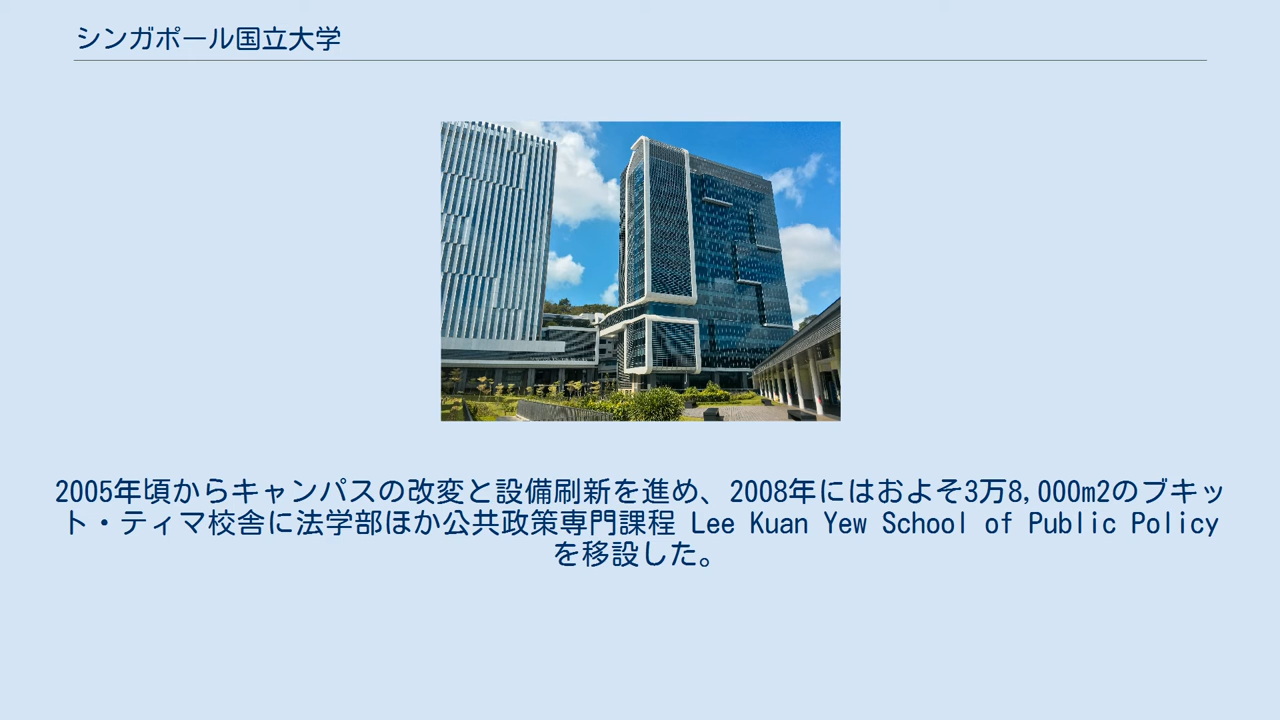 シンガポール国立大学
2005年頃からキャンパスの改変と設備刷新を進め、2008年にはおよそ3万8,000m2のブキッ
ト・ティマ校舎に法学部ほか公共政策専門課程 Lee Kuan Yew School of Public Policy
を移設した。